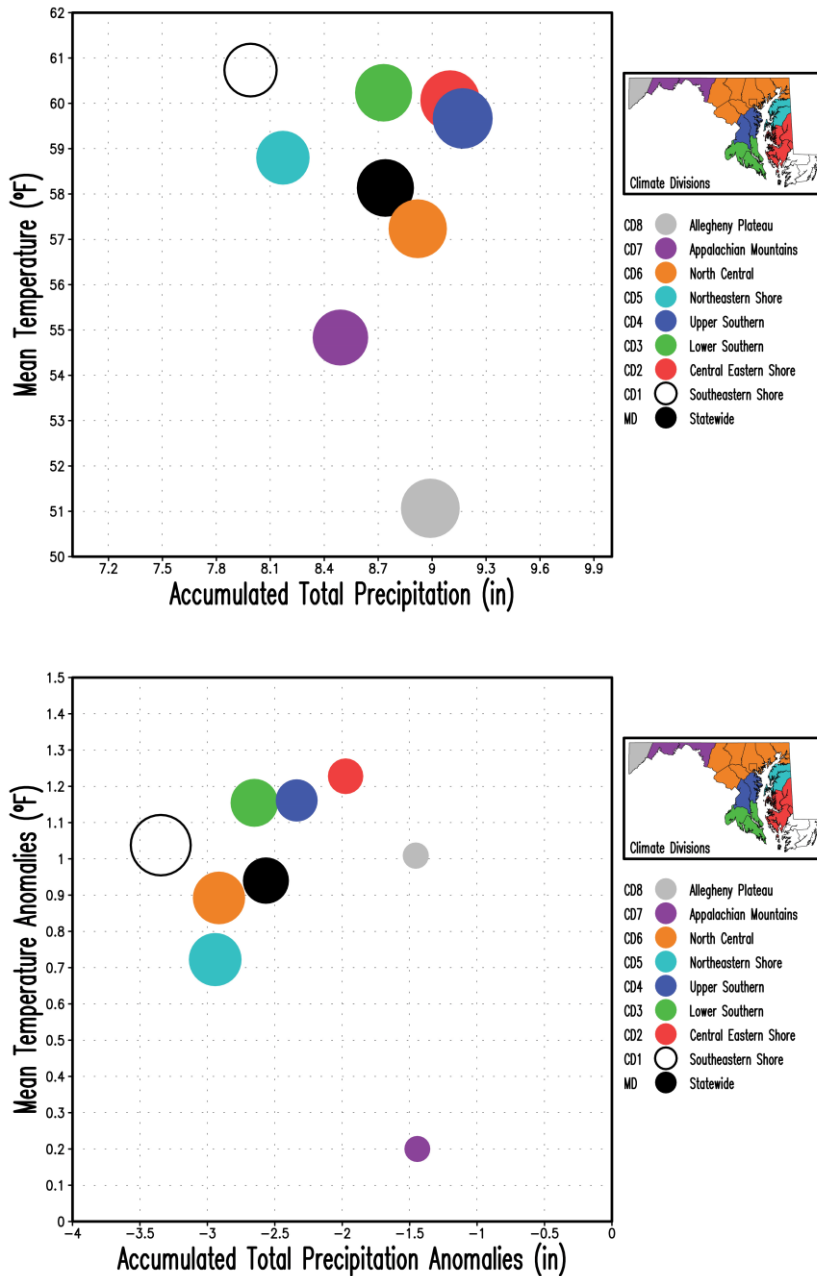 62
61
60
59
58
57
56
55
54
53
52
51
50
Mean Temperature (ºF)
7.2 7.5 7.8 8.1 8.4 8.7 9 9.3 9.6 9.9
Accumulated Total Precipitation (in)
Climate Divisions
CD8 Allegheny Plateau
CD7 Appalachian Mountains
CD6 North Central
CD5 Northeastern Shore
CD4 Upper Southern
CD3 Lower Southern
CD2 Central Eastern Shore
CD1 Southeastern Shore
MD Statewide
1.5
1.4
1.3
1.2
1.1
1
0.9
0.8
0.7
0.6
0.5
0.4
0.3
0.2
0.1
0
Mean Temperature Anomalies (ºF)
-4 -3.5 -3 -2.5 -2 -1.5 -1 -0.5 0
Accumulated Total Precipitation Anomalies (in)
Climate Divisions
CD8 Allegheny Plateau
CD7 Appalachian Mountains
CD6 North Central
CD5 Northeastern Shore
CD4 Upper Southern
CD3 Lower Southern
CD2 Central Eastern Shore
CD1 Southeastern Shore
MD Statewide